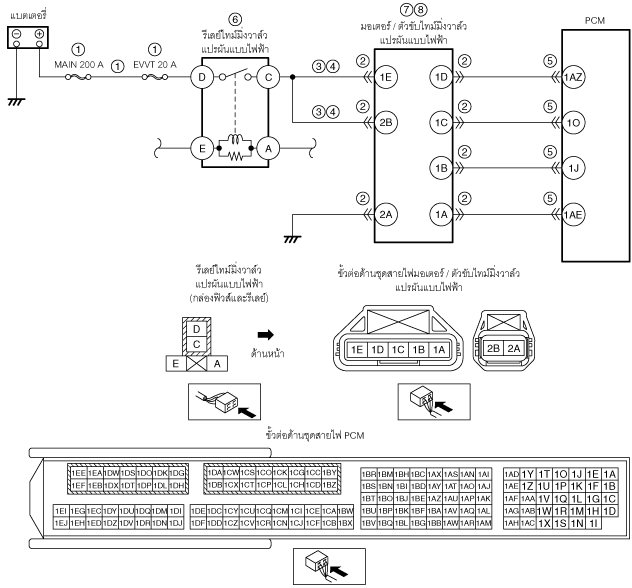 แบตเตอรี่
⑥
รีเลย์ไทม์มิ่งวาล์ว
แปรผันแบบไฟฟ้า
⑦⑧
มอเตอร์ / ตัวขับไทม์มิ่งวาล์ว
แปรผันแบบไฟฟ้า
PCM
① MAIN 200 A
①
① EVVT 20 A
D C
③④
② 1E 1D ② ⑤ 1AZ
③④
② 2B 1C ② ⑤ 1O
E A
1B ② ⑤ 1J
② 2A 1A ② ⑤ 1AE
รีเลย์ไทม์มิ่งวาล์ว
แปรผันแบบไฟฟ้า
(กล่องฟิวส์และรีเลย์)
D
C
E A
ด้านหน้า
ขั้วต่อด้านชุดสายไฟมอเตอร์ / ตัวขับไทม์มิ่งวาล์ว
แปรผันแบบไฟฟ้า
1E 1D 1C 1B 1A
2B 2A
ขั้วต่อด้านชุดสายไฟ PCM
1EE 1EA 1DW 1DS 1DO 1DK 1DG
1EF 1EB 1DX 1DT 1DP 1DL 1DH
1EI 1EG 1EC 1DY 1DU 1DQ 1DM 1DI
1EJ 1EH 1ED 1DZ 1DV 1DR 1DN 1DJ
1DA 1CW 1CS 1CO 1CK 1CG 1CC 1BY
1DB 1CX 1CT 1CP 1CL 1CH 1CD 1BZ
1DE 1DC 1CY 1CU 1CQ 1CM 1CI 1CE 1CA 1BW
1DF 1DD 1CZ 1CV 1CR 1CN 1CJ 1CF 1CB 1BX
1BR 1BM 1BH 1BC 1AX 1AS 1AN 1AI
1BS 1BN 1BI 1BD 1AY 1AT 1AO 1AJ
1BT 1BO 1BJ 1BE 1AZ 1AU 1AP 1AK
1BU 1BP 1BK 1BF 1BA 1AV 1AQ 1AL
1BV 1BQ 1BL 1BG 1BB 1AW 1AR 1AM
1AD 1Y 1T 1O 1J 1E 1A
1AE 1Z 1U 1P 1K 1F 1B
1AF 1AA 1V 1Q 1L 1G 1C
1AG 1AB 1W 1R 1M 1H 1D
1AH 1AC 1X 1S 1N 1I